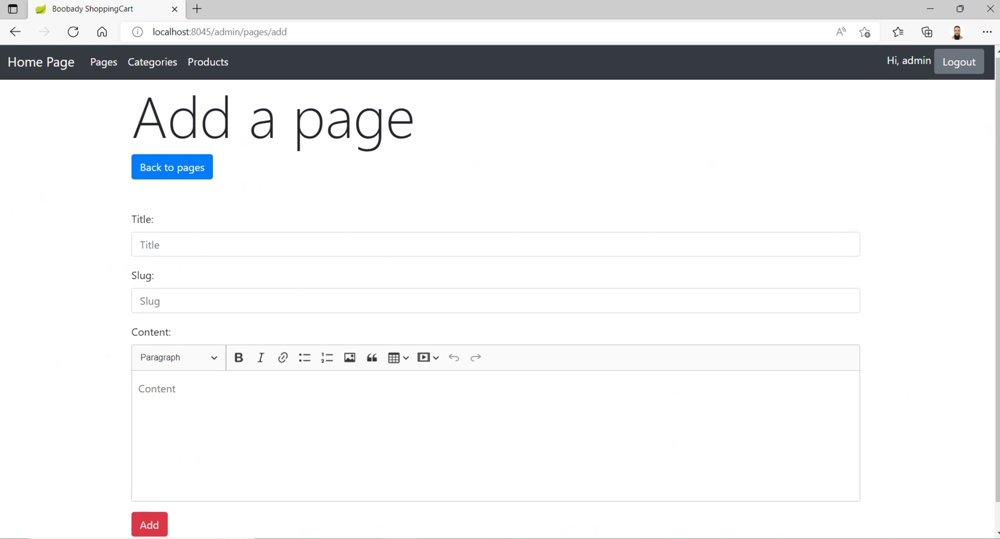 Boobady ShoppingCart
localhost:8045/admin/pages/add
Home Page Pages Categories Products Hi, admin Logout
Add a page
Back to pages
Title:
Title
Slug:
Slug
Content:
Paragraph
Content
Add